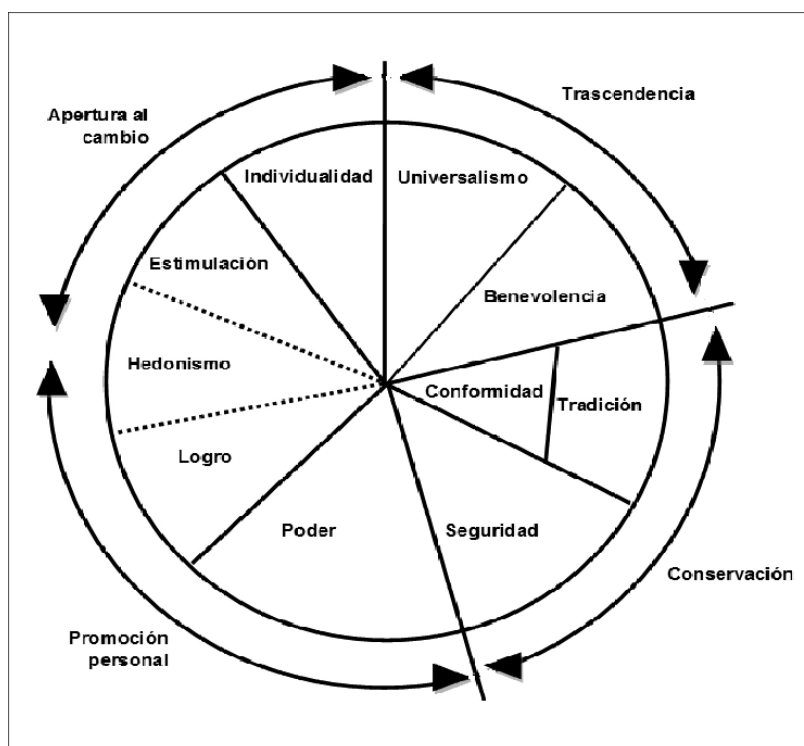 Apertura al
cambio
Trascendencia
Individualidad
Universalismo
Estimulación
Benevolencia
Hedonismo
Conformidad
Tradición
Logro
Poder
Seguridad
Conservación
Promoción
personal